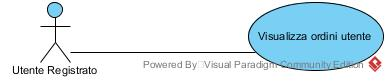 Visualizza ordini utente
Powered By Visual Paradigm Community Edition
Utente Registrato